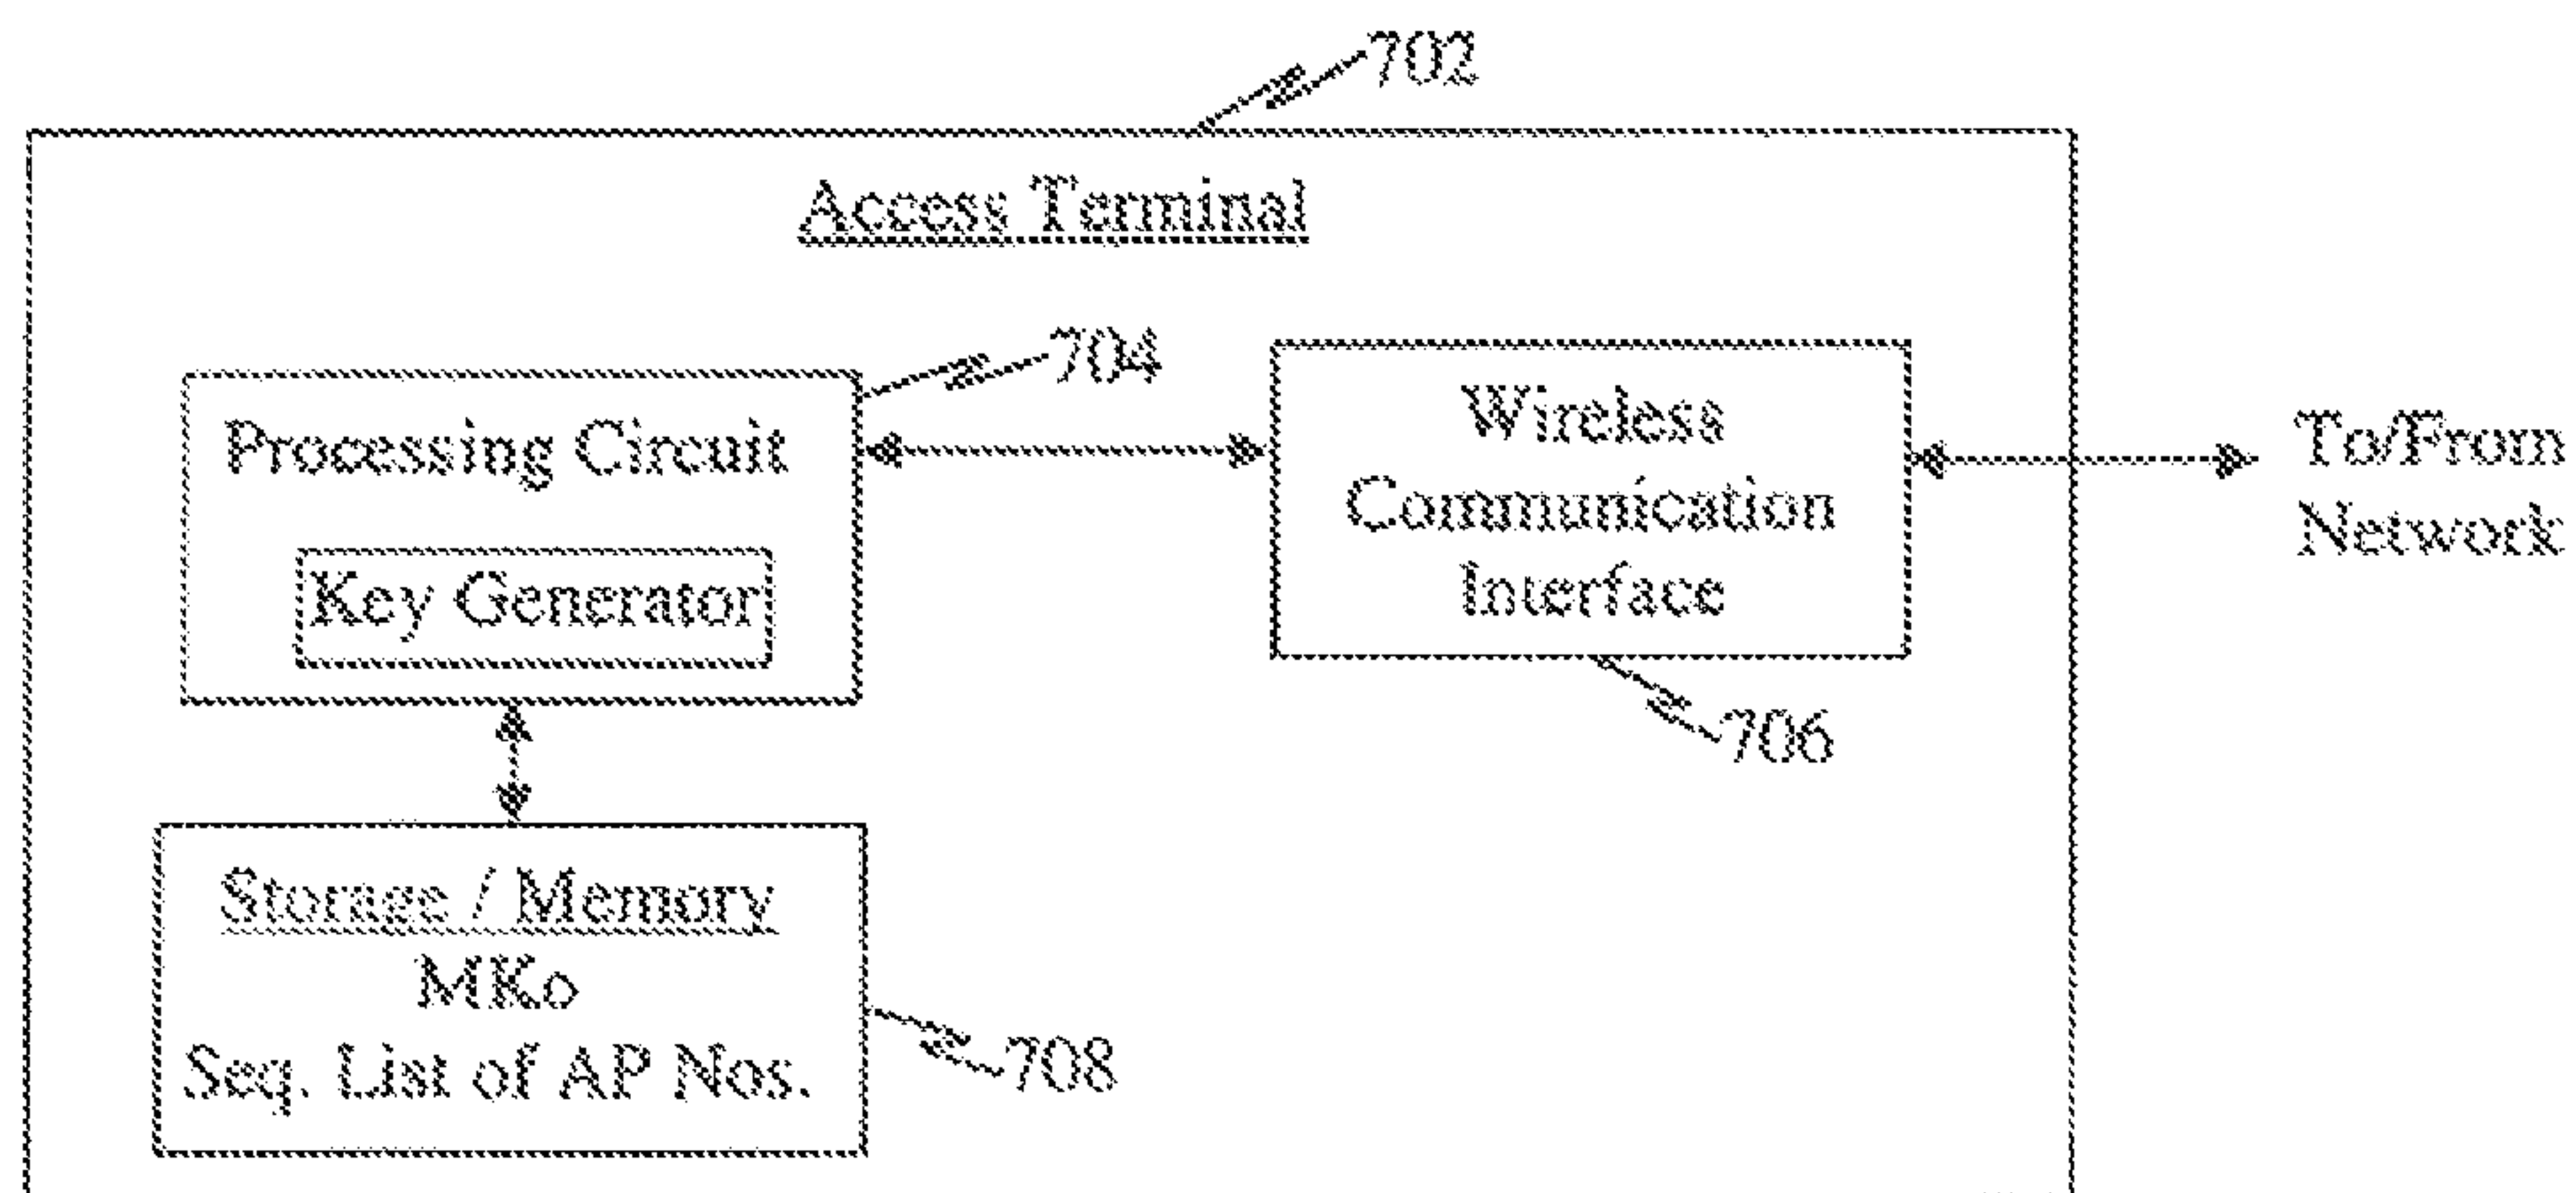 702
Access Terminal
704
Processing Circuit
Key Generator
Wireless
Communication
Interface
To/From
Network
706
Storage / Memory
MKo
Seq. List of AP Nos.
708